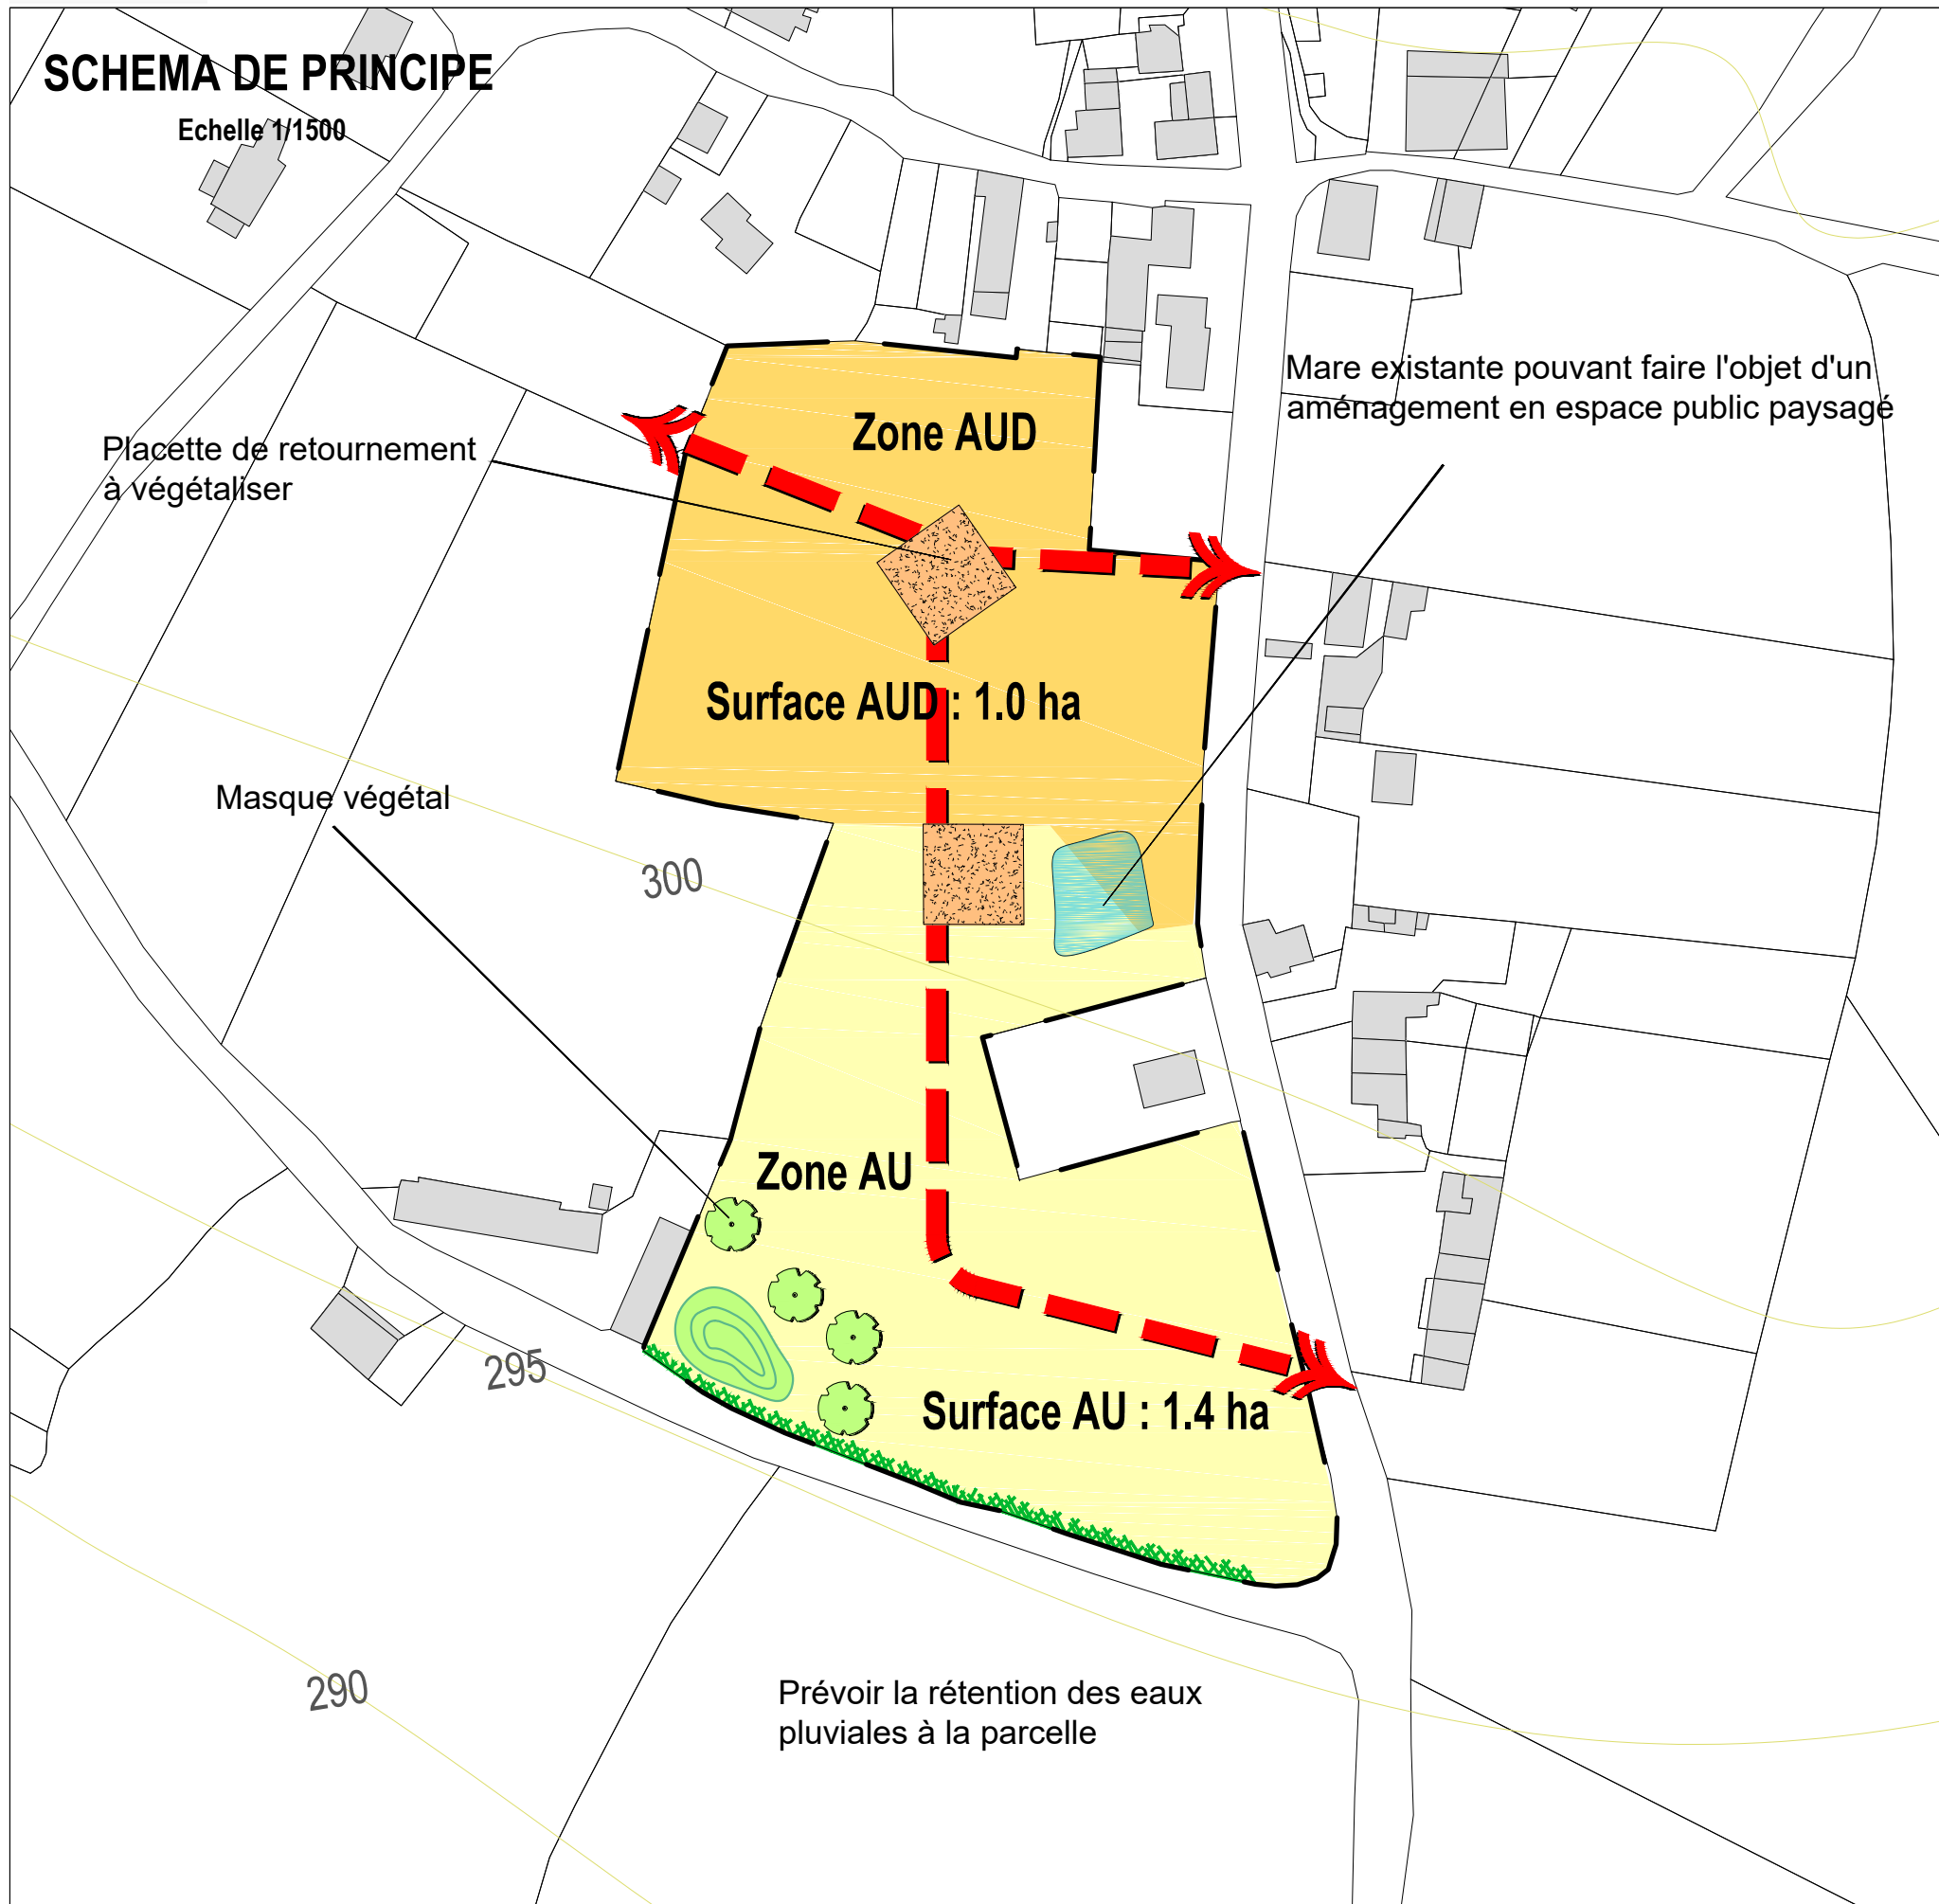 SCHEMA DE PRINCIPE
Echelle 1/1500
Mare existante pouvant faire l'objet d'un
aménagement en espace public paysagé
Zone AUD
Placette de retournement
à végétaliser
Surface AUD : 1.0 ha
Masque végétal
300
Zone AU
295
Surface AU : 1.4 ha
290
Prévoir la rétention des eaux
pluviales à la parcelle